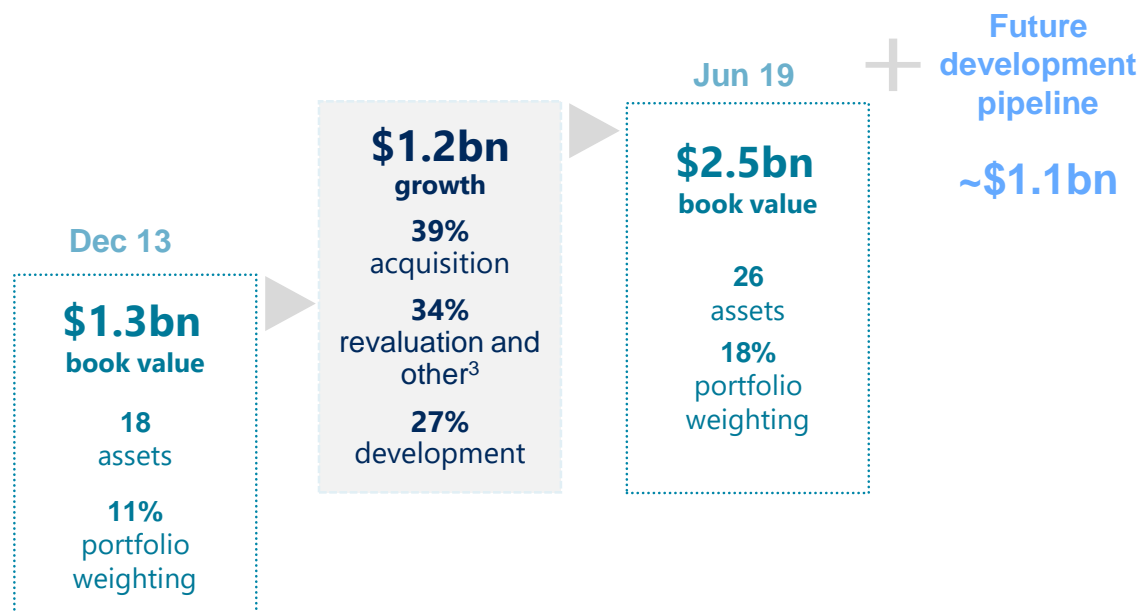 Dec 13
$1.3bn
book value
18
assets
11%
portfolio
weighting
$1.2bn
growth
39%
acquisition
34%
revaluation and
other³
27%
development
Jun 19
$2.5bn
book value
26
assets
18%
portfolio
weighting
+
Future
development
pipeline
~$1.1bn